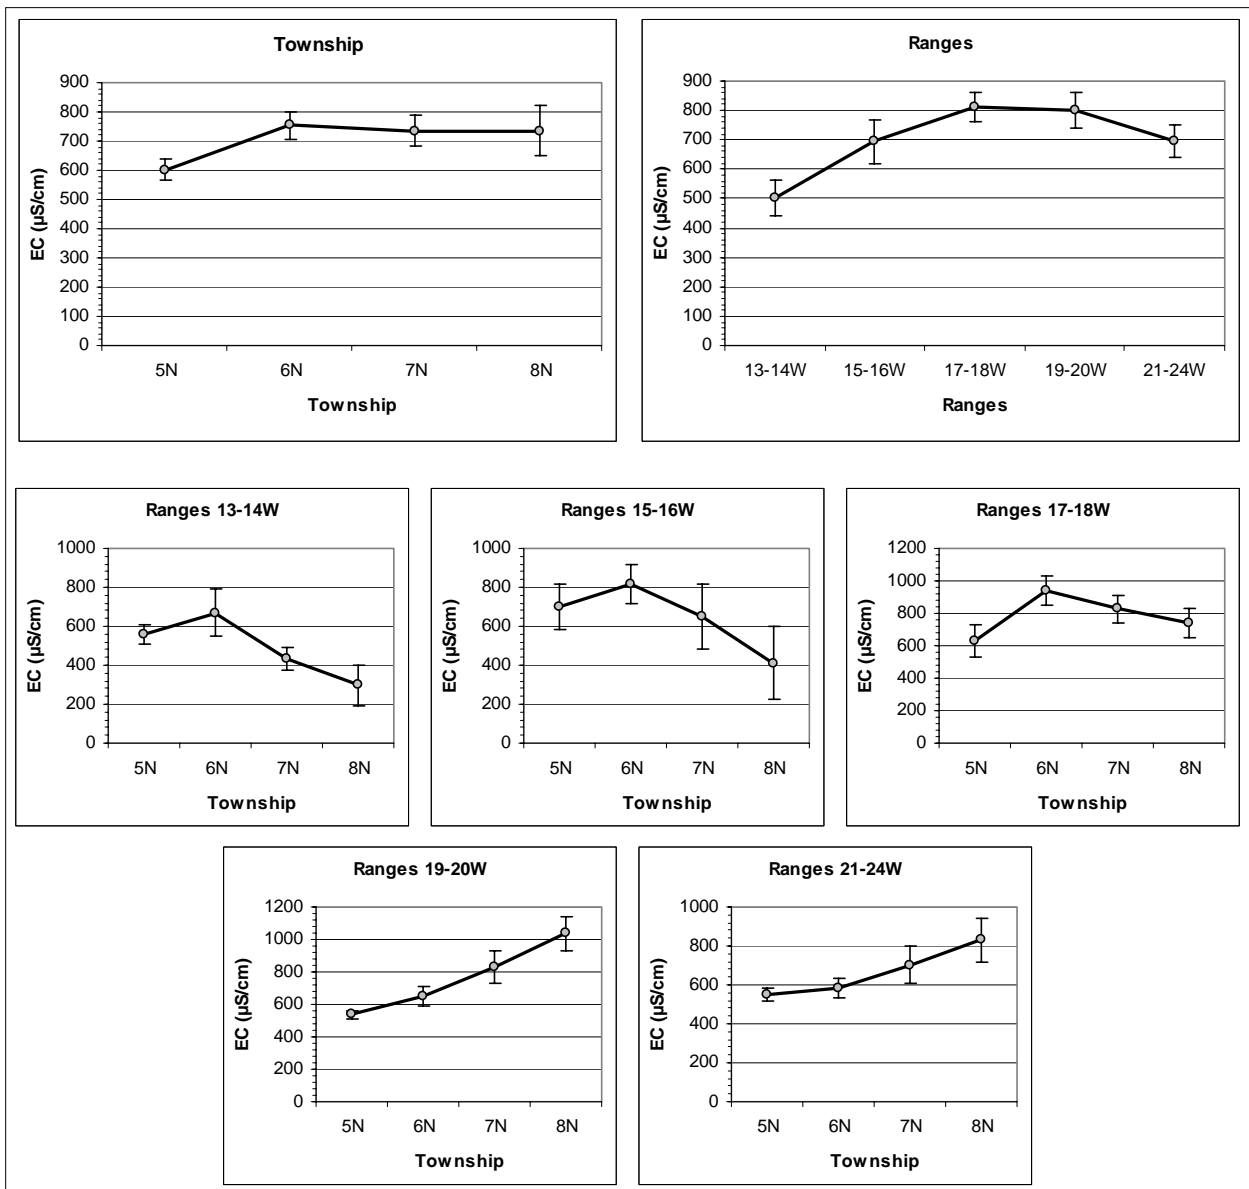 Township
EC (µS/cm)
900
800
700
600
500
400
300
200
100
0
5N 6N 7N 8N
Township
Ranges
EC (µS/cm)
900
800
700
600
500
400
300
200
100
0
13-14W 15-16W 17-18W 19-20W 21-24W
Ranges
Ranges 13-14W
EC (µS/cm)
1000
800
600
400
200
0
5N 6N 7N 8N
Township
Ranges 15-16W
EC (µS/cm)
1000
800
600
400
200
0
5N 6N 7N 8N
Township
Ranges 17-18W
EC (µS/cm)
1200
1000
800
600
400
200
0
5N 6N 7N 8N
Township
Ranges 19-20W
EC (µS/cm)
1200
1000
800
600
400
200
0
5N 6N 7N 8N
Township
Ranges 21-24W
EC (µS/cm)
1000
800
600
400
200
0
5N 6N 7N 8N
Township